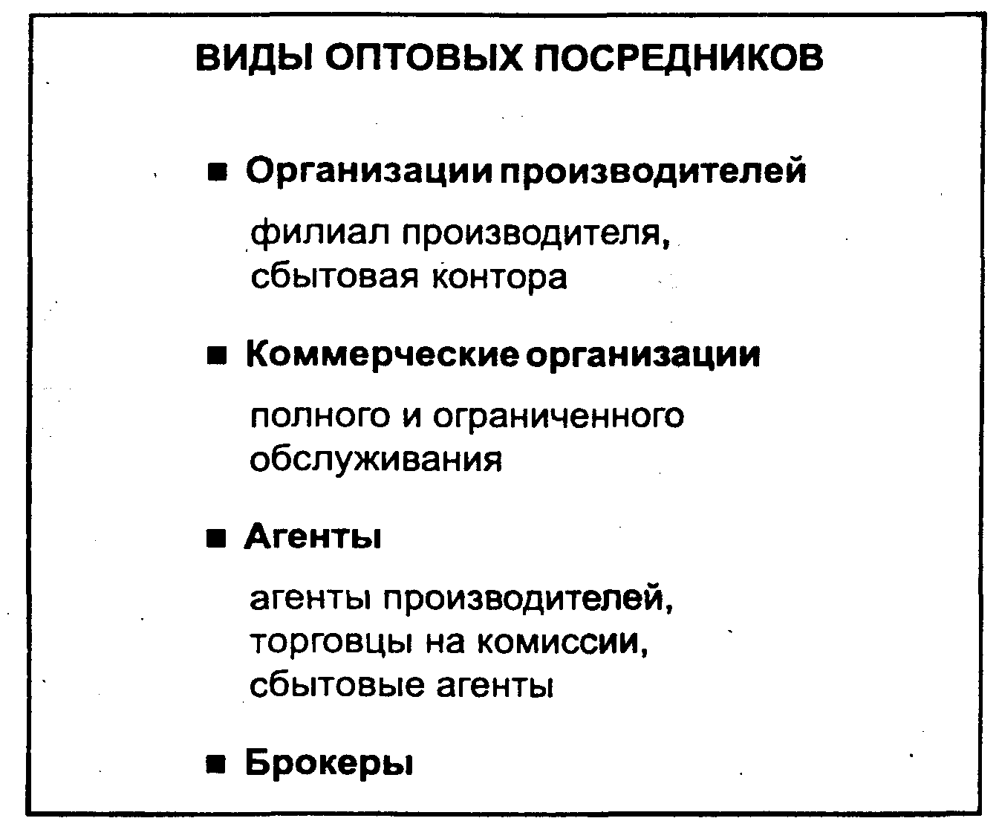 ВИДЫ ОПТОВЫХ ПОСРЕДНИКОВ
■ Организации производителей
филиал производителя,
сбытовая контора
■ Коммерческие организации
полного и ограниченного
обслуживания
■ Агенты
агенты производителей,
торговцы на комиссии,
сбытовые агенты
■ Брокеры